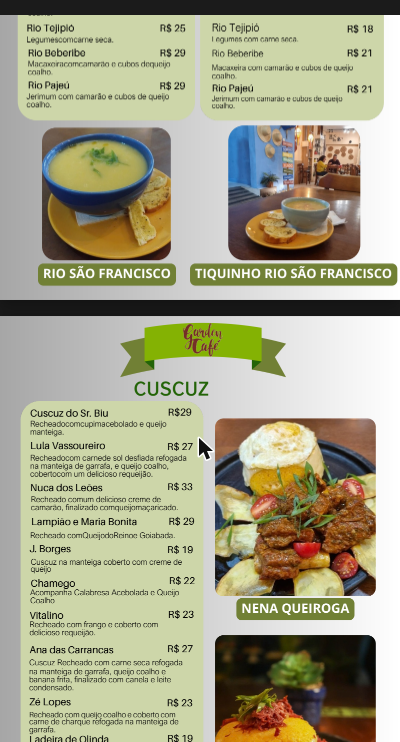 Rio Tejipió R$ 25
Legumescomcarne seca.
Rio Beberibe R$ 29
Macaxeiracomcamarão e cubos dequeijo
coalho.
Rio Pajeú R$ 29
Jerimum com camarão e cubos de queijo
coalho.
Rio Tejipió R$ 18
Legumes com carne seca.
Rio Beberibe R$ 21
Macaxeira com camarão e cubos de queijo
coalho.
Rio Pajeú R$ 21
Jerimum com camarão e cubos de queijo
coalho.
RIO SÃO FRANCISCO
TIQUINHO RIO SÃO FRANCISCO
Garden
Café
CUSCUZ
Cuscuz do Sr. Biu R$29
Recheadocomcupimacebolado e queijo
manteiga.
Lula Vassoureiro R$ 27
Recheadocom carnede sol desfiada refogada
na manteiga de garrafa, e queijo coalho,
cobertocom um delicioso requeijão.
Nuca dos Leões R$ 33
Recheado comum delicioso creme de
camarão, finalizado comqueijomaçaricado.
Lampião e Maria Bonita R$ 29
Recheado comQueijodoReinoe Goiabada.
J. Borges R$ 19
Cuscuz na manteiga coberto com creme de
queijo
Chamego R$ 22
Acompanha Calabresa Acebolada e Queijo
Coalho
Vitalino R$ 23
Recheado com frango e coberto com
delicioso requeijão.
Ana das Carrancas R$ 27
Cuscuz Recheado com carne seca refogada
na manteiga de garrafa, queijo coalho e
banana frita, finalizado com canela e leite
condensado.
Zé Lopes R$ 23
Recheado com queijo coalho e coberto com
carne de charque refogada na manteiga de
garrafa.
Ladeira de Olinda R$ 19
NENA QUEIROGA